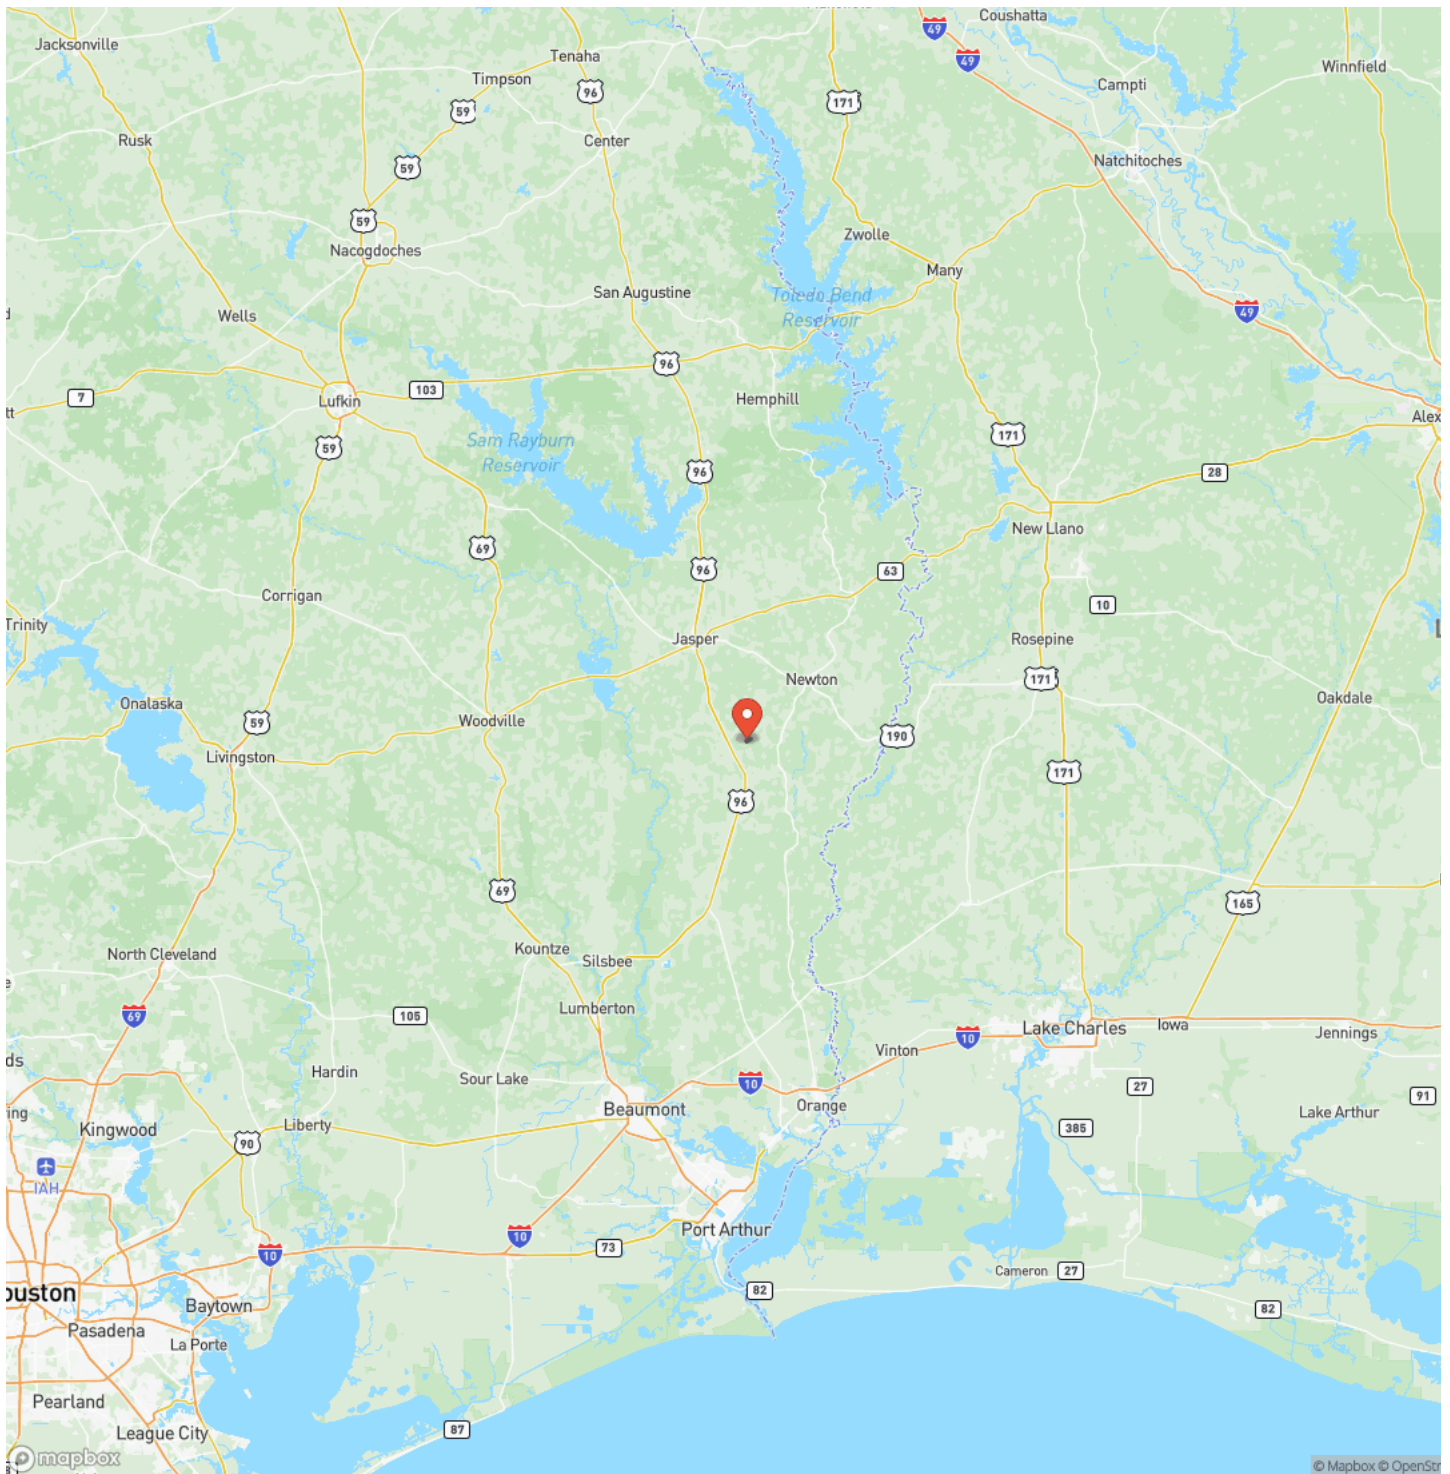 Coushatta
49
Jacksonville
Tenaha
49
Winnfield
Timpson
Campti
96
171
59
Rusk
Center
Natchitoches
59
59
Nacogdoches
Zwolle
Many
San Augustine
Toledo Bend
Reservoir
Wells
49
96
103
7
Hemphill
Lufkin
Alex
171
Sam Rayburn
Reservoir
59
96
28
New Llano
69
96
63
Corrigan
10
Trinity
Jasper
Rosepine
Newton
171
Onalaska
Oakdale
59
Woodville
190
Livingston
171
96
69
165
Kountze
North Cleveland
Silsbee
Lumberton
69
105
Lake Charles
Iowa
Jennings
10
Vinton
ds
Hardin
Sour Lake
10
27
91
Orange
Beaumont
Lake Arthur
ing
Kingwood
Liberty
385
90
IAH
Port Arthur
10
73
10
Cameron
27
82
82
ouston
Baytown
Pasadena
La Porte
Pearland
87
League City
mapbox
© Mapbox © OpenStr